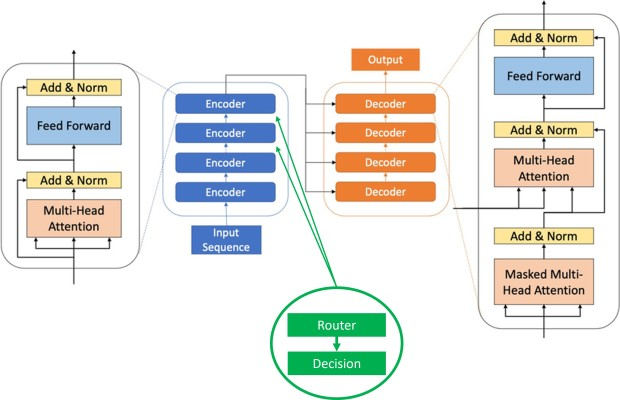 Add & Norm
Feed Forward
Add & Norm
Multi-Head
Attention
Encoder
Encoder
Encoder
Encoder
Input
Sequence
Output
Decoder
Decoder
Decoder
Decoder
Add & Norm
Feed Forward
Add & Norm
Multi-Head
Attention
Add & Norm
Masked Multi-
Head Attention
Router
Decision